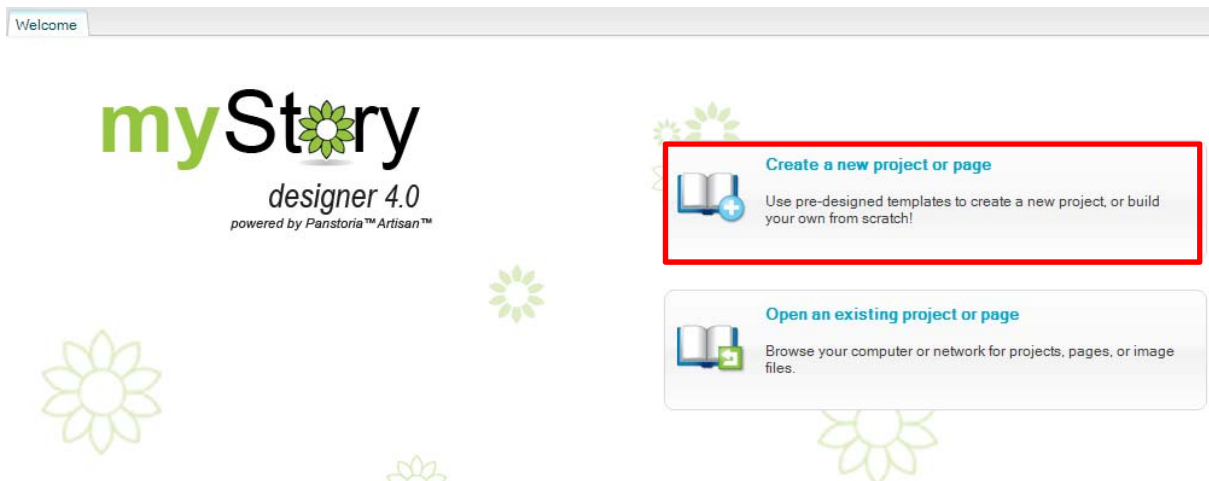 Welcome
myStory
designer 4.0
powered by Panstoria™ Artisan™
Create a new project or page
Use pre-designed templates to create a new project, or build
your own from scratch!
Open an existing project or page
Browse your computer or network for projects, pages, or image
files.